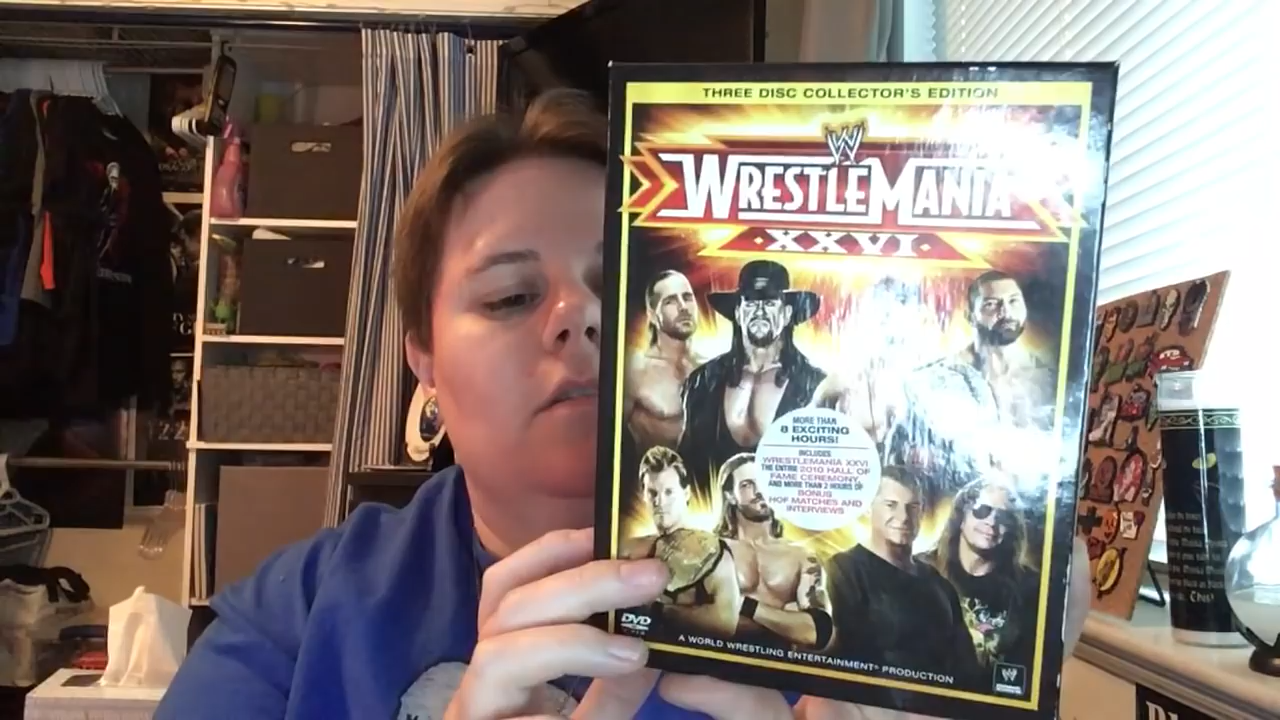 THREE DISC COLLECTOR'S EDITION
W
WRESTLEMANIA
·XXVI·
MORE THAN
8 EXCITING
HOURS!
INCLUDES
WRESTLEMANIA XXVI
THE ENTIRE 2010 HALL OF
FAME CEREMONY,
AND MORE THAN 2 HOURS OF
BONUS
HOF MATCHES AND
INTERVIEWS
DVD
A WORLD WRESTLING ENTERTAINMENT® PRODUCTION